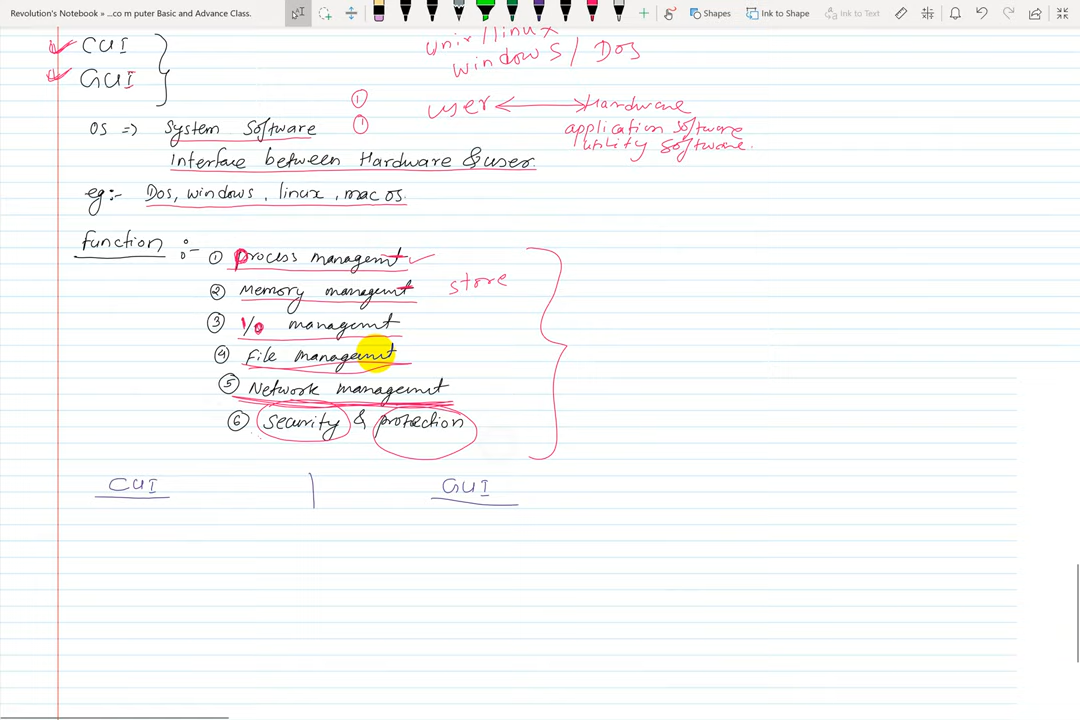 Revolution's Notebook » ...co m puter Basic and Advance Class.
Shapes
Ink to Shape
Ink to Text
CUI
GUI
unix/linux
windows / Dos
user ↔ Hardware
application software
utility software.
① 
①
os => System Software
Interface between Hardware & user
eg:- Dos, windows, linux, mac os.
function :-
① process managemt
② Memory managemt
store
③ I/o managemt
④ File managemt
⑤ Network managemt
⑥ security & protection
CUI | GUI